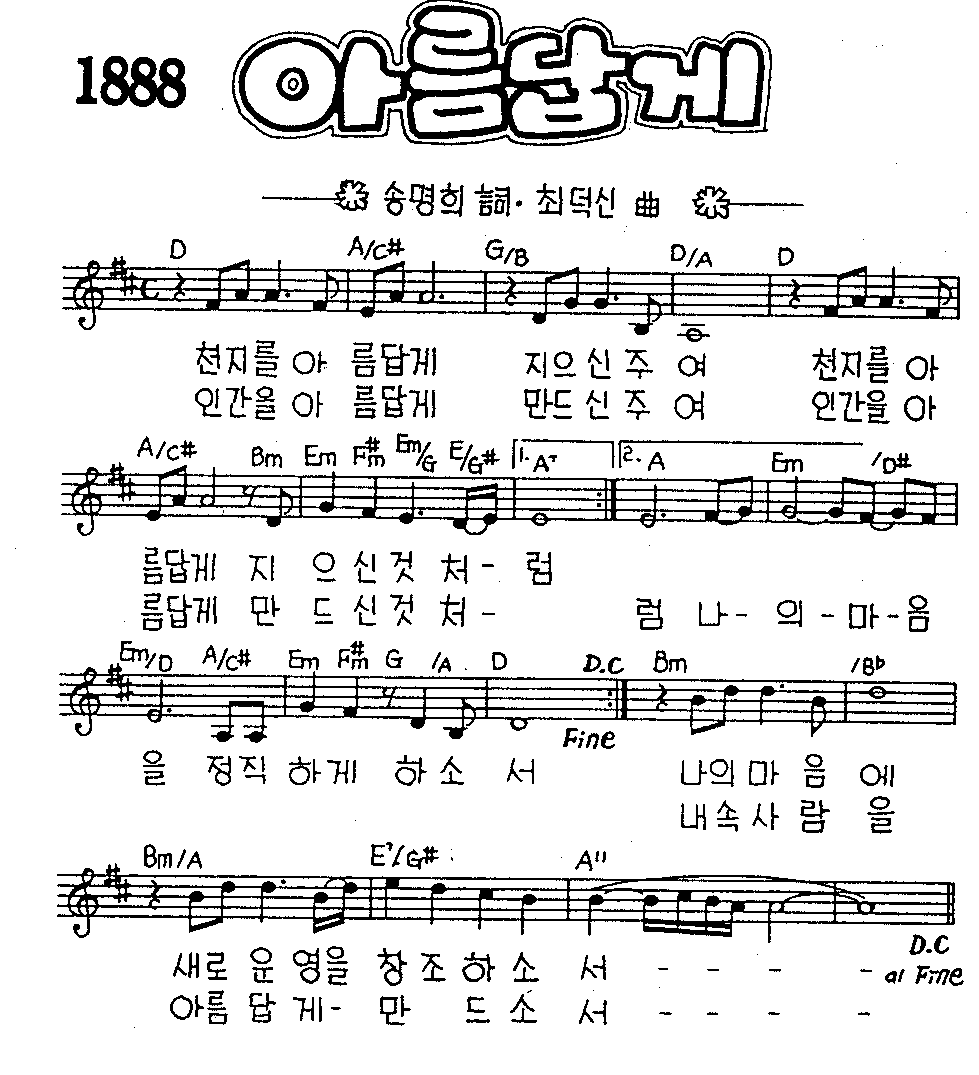 1888
아름답게
송명희 詞· 최덕신 曲
D A/C# G/B D/A D
천지를 아 름답게 지으신 주 여 천지를 아
인간을 아 름답게 만드신 주 여 인간을 아
A/C# Bm Em F#m Em/G E/G# 1. A7 2. A Em /D#
름답게 지 으신것 처- 럼
름답게 만 드신것 처- 럼 나- 의-마-음
Em/D A/C# Em F#m G /A D D.C Bm /B♭
Fine
을 정직하게 하소 서 나의마 음 에
내속사 람 을
Bm/A E7/G# A11
D.C
새로 운 영을 창조하소 서 - - - - al Fine
아름 답 게- 만 드소 서 - - - -